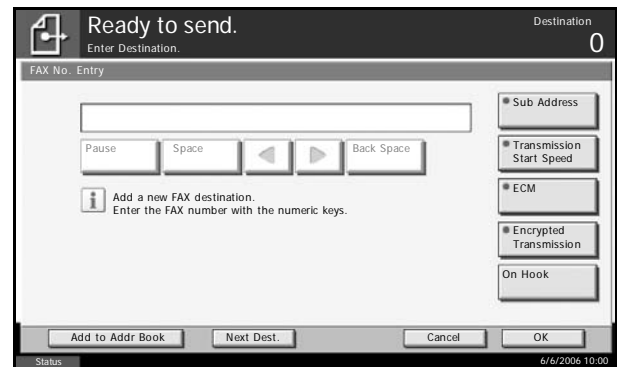 Ready to send.
Enter Destination.
Destination
0
FAX No. Entry
Sub Address
Pause
Space
Back Space
Transmission
Start Speed
i
Add a new FAX destination.
Enter the FAX number with the numeric keys.
ECM
Encrypted
Transmission
On Hook
Add to Addr Book
Next Dest.
Cancel
OK
Status
6/6/2006 10:00